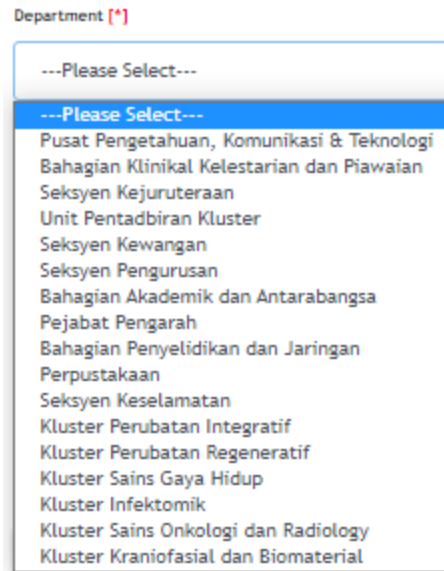 Department [*]
---Please Select---
---Please Select---
Pusat Pengetahuan, Komunikasi & Teknologi
Bahagian Klinikal Kelestarian dan Piawaian
Seksyen Kejuruteraan
Unit Pentadbiran Kluster
Seksyen Kewangan
Seksyen Pengurusan
Bahagian Akademik dan Antarabangsa
Pejabat Pengarah
Bahagian Penyelidikan dan Jaringan
Perpustakaan
Seksyen Keselamatan
Kluster Perubatan Integratif
Kluster Perubatan Regeneratif
Kluster Sains Gaya Hidup
Kluster Infektomik
Kluster Sains Onkologi dan Radiology
Kluster Kraniofasial dan Biomaterial